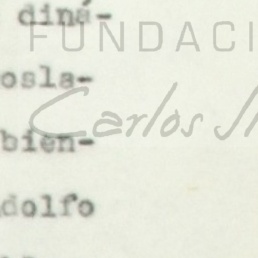 diná-
FUNDACI
osla-
Carlos
bien-
dolfo